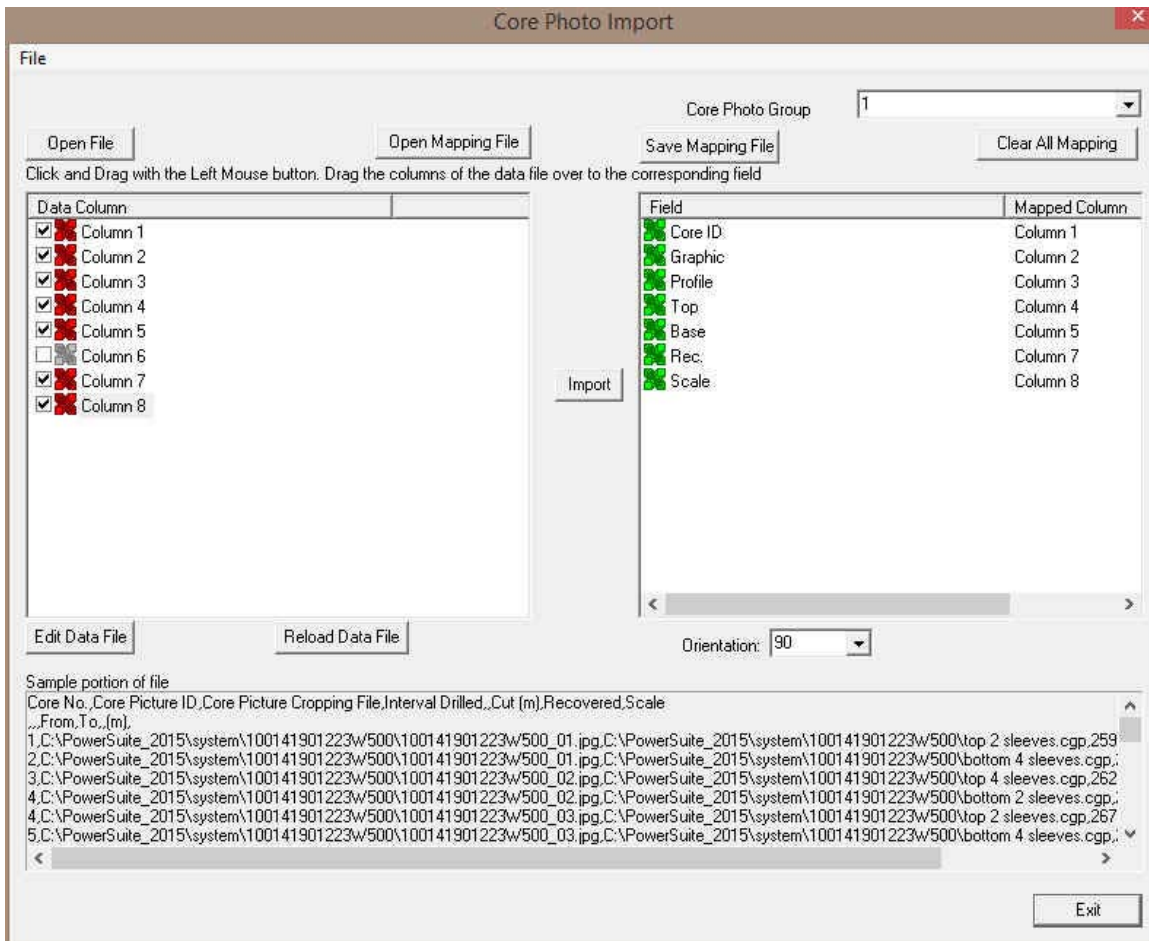 Core Photo Import
File
Core Photo Group 1
Open File Open Mapping File Save Mapping File Clear All Mapping
Click and Drag with the Left Mouse button. Drag the columns of the data file over to the corresponding field
Data Column
Column 1
Column 2
Column 3
Column 4
Column 5
Column 6
Column 7
Column 8
Import
Field Mapped Column
Core ID Column 1
Graphic Column 2
Profile Column 3
Top Column 4
Base Column 5
Rec. Column 7
Scale Column 8
Edit Data File Reload Data File
Orientation: 90
Sample portion of file
Core No.,Core Picture ID,Core Picture Cropping File,Interval Drilled,,Cut (m),Recovered,Scale
,,,From,To,,(m),
1,C:\PowerSuite_2015\system\100141901223W500\100141901223W500_01.jpg,C:\PowerSuite_2015\system\100141901223W500\top 2 sleeves.cgp,259
2,C:\PowerSuite_2015\system\100141901223W500\100141901223W500_01.jpg,C:\PowerSuite_2015\system\100141901223W500\bottom 4 sleeves.cgp,
3,C:\PowerSuite_2015\system\100141901223W500\100141901223W500_02.jpg,C:\PowerSuite_2015\system\100141901223W500\top 4 sleeves.cgp,262
4,C:\PowerSuite_2015\system\100141901223W500\100141901223W500_02.jpg,C:\PowerSuite_2015\system\100141901223W500\bottom 2 sleeves.cgp,
4,C:\PowerSuite_2015\system\100141901223W500\100141901223W500_03.jpg,C:\PowerSuite_2015\system\100141901223W500\top 2 sleeves.cgp,267
5,C:\PowerSuite_2015\system\100141901223W500\100141901223W500_03.jpg,C:\PowerSuite_2015\system\100141901223W500\bottom 4 sleeves.cgp,
Exit